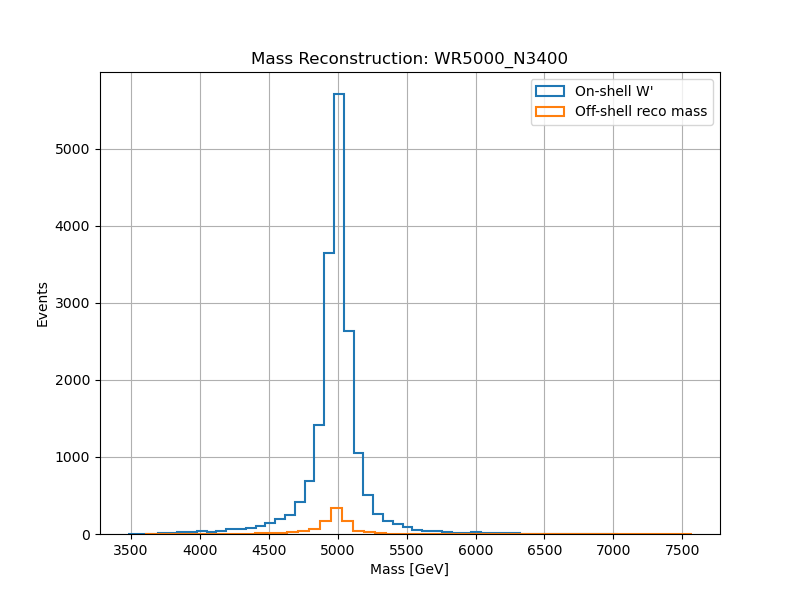 Mass Reconstruction: WR5000_N3400
On-shell W'
Off-shell reco mass
5000
4000
3000
2000
1000
0
Events
3500 4000 4500 5000 5500 6000 6500 7000 7500
Mass [GeV]